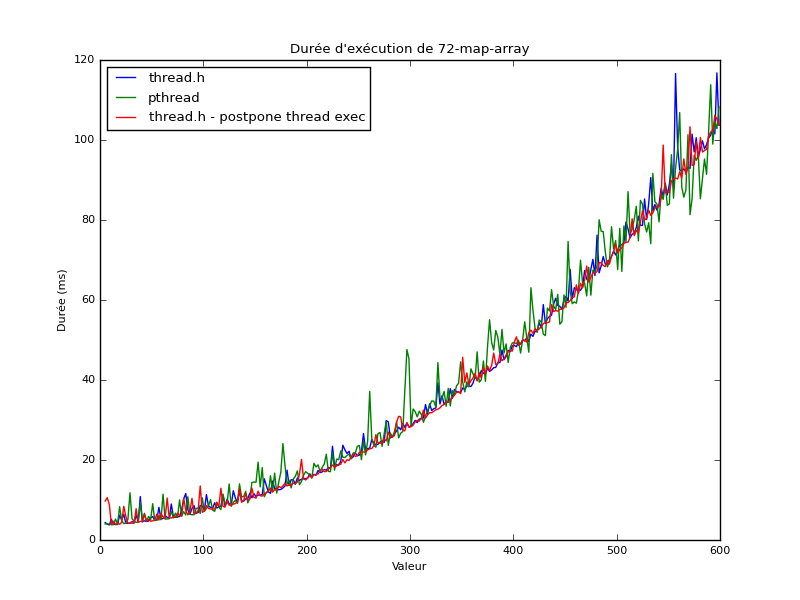 Durée d'exécution de 72-map-array
thread.h
pthread
thread.h - postpone thread exec
Durée (ms)
120
100
80
60
40
20
0
0 100 200 300 400 500 600
Valeur